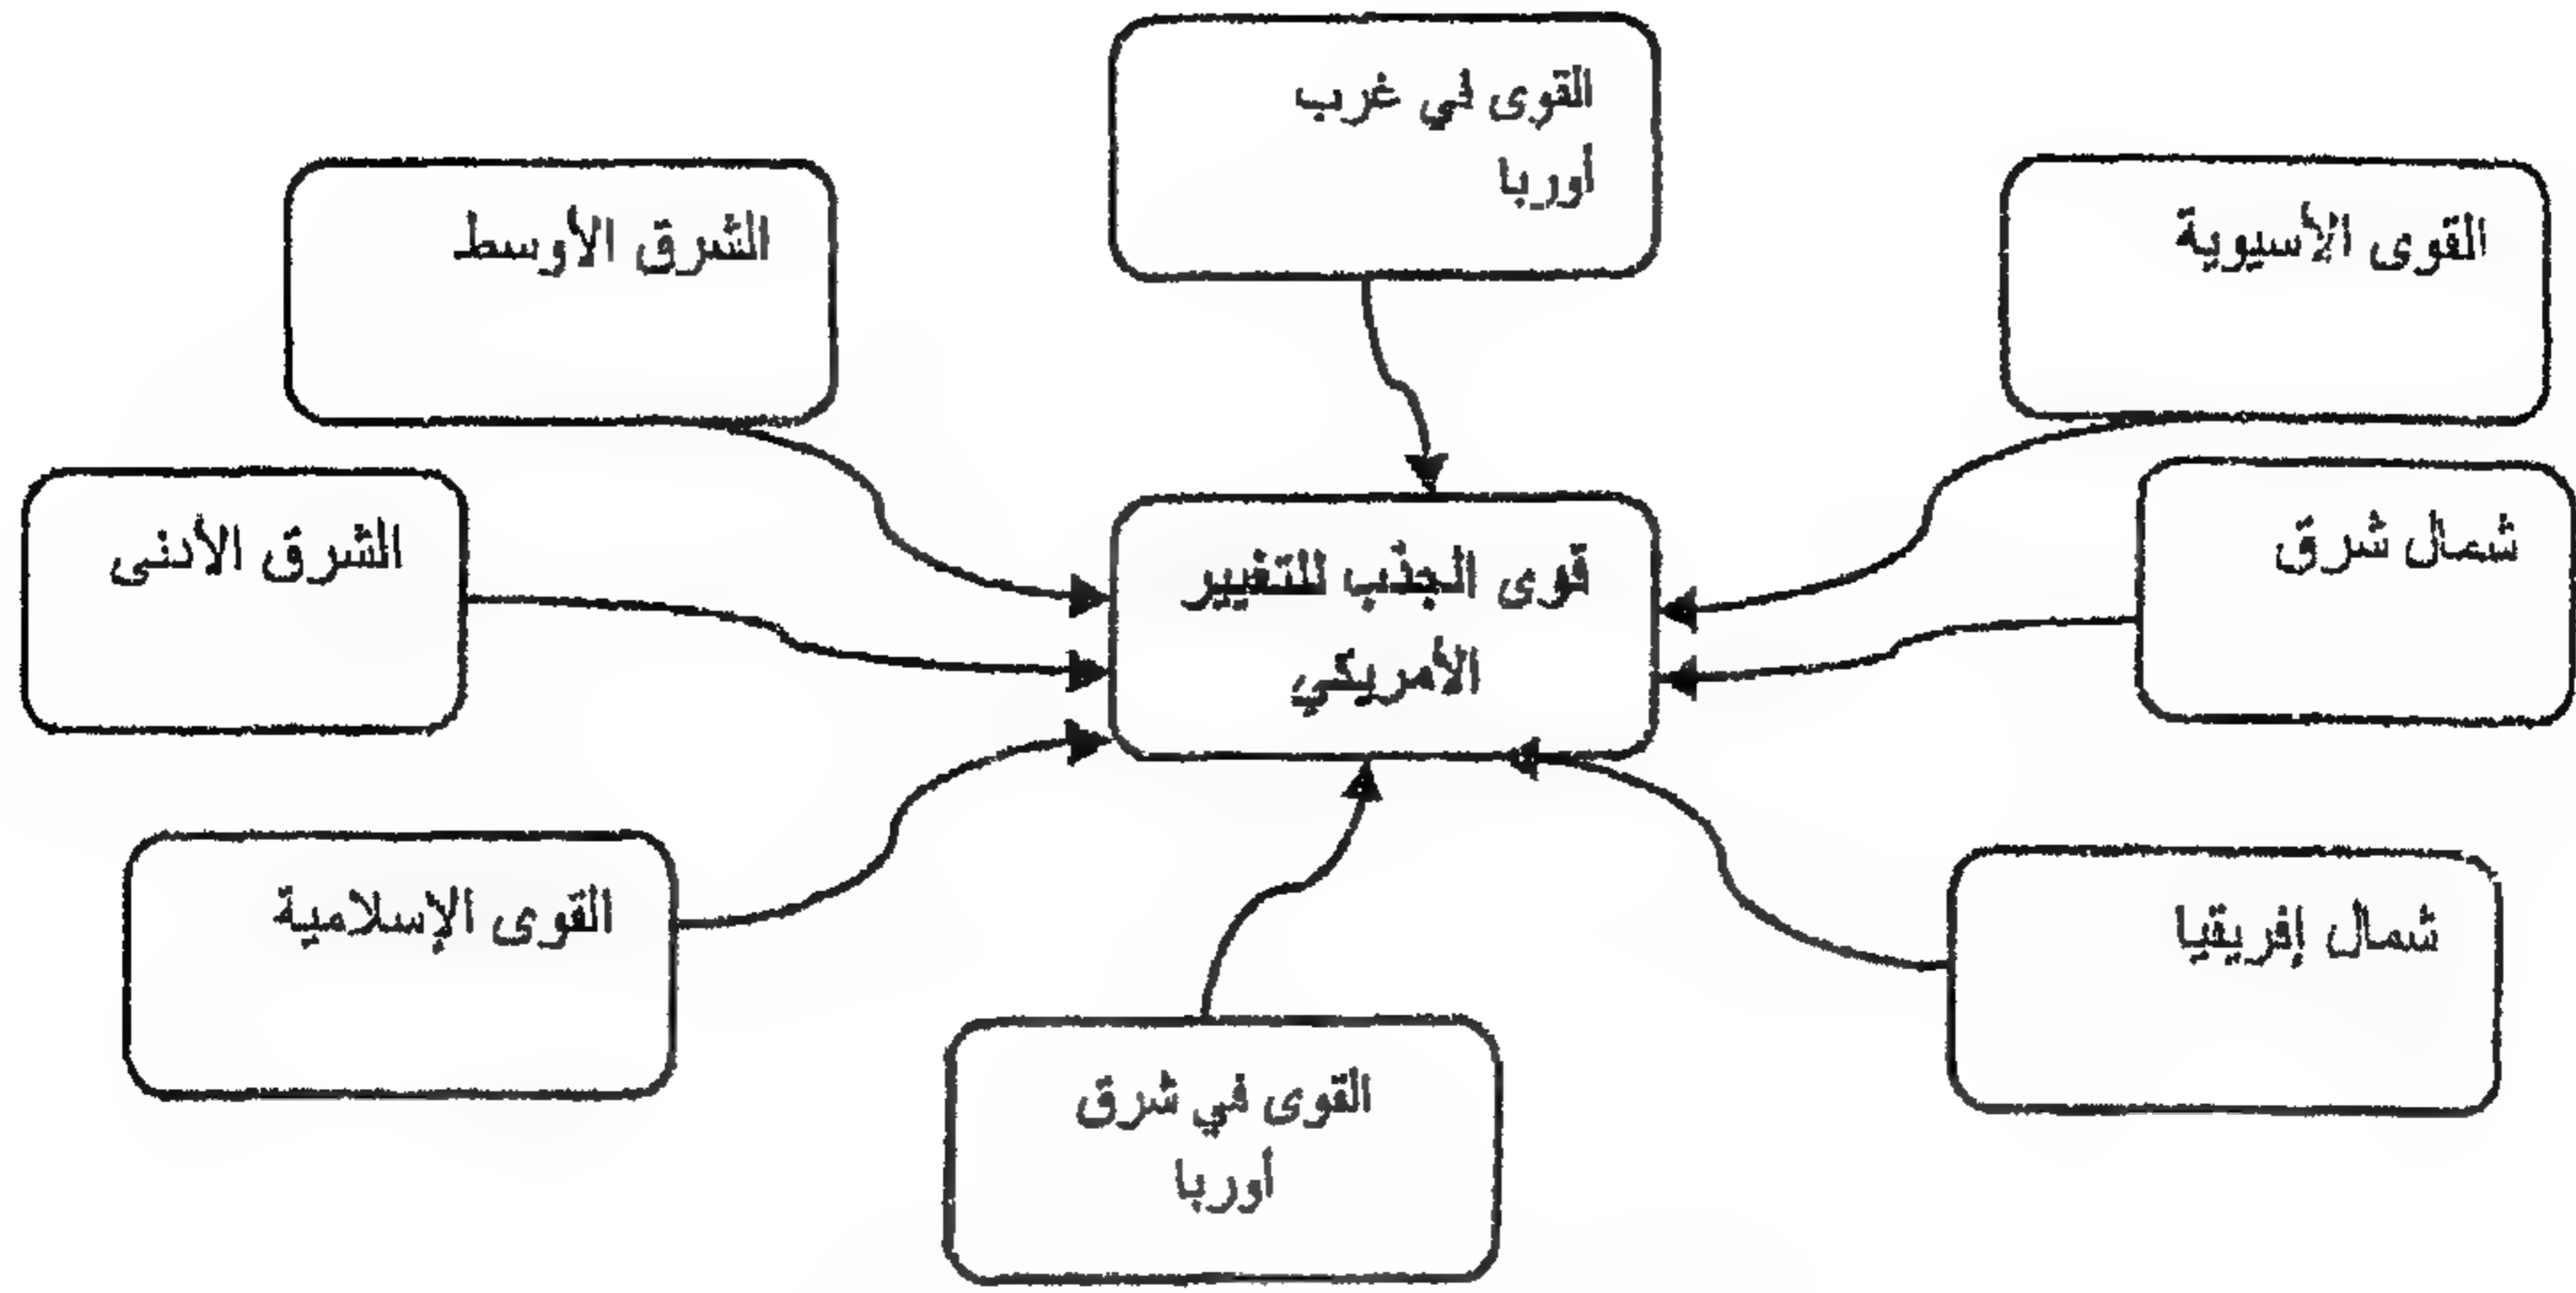 القوى في غرب
أوربا
القوى الأسيوية
الشرق الأوسط
شمال شرق
الشرق الأدنى
قوى الجذب للتغيير
الأمريكي
شمال إفريقيا
القوى الإسلامية
القوى في شرق
أوربا